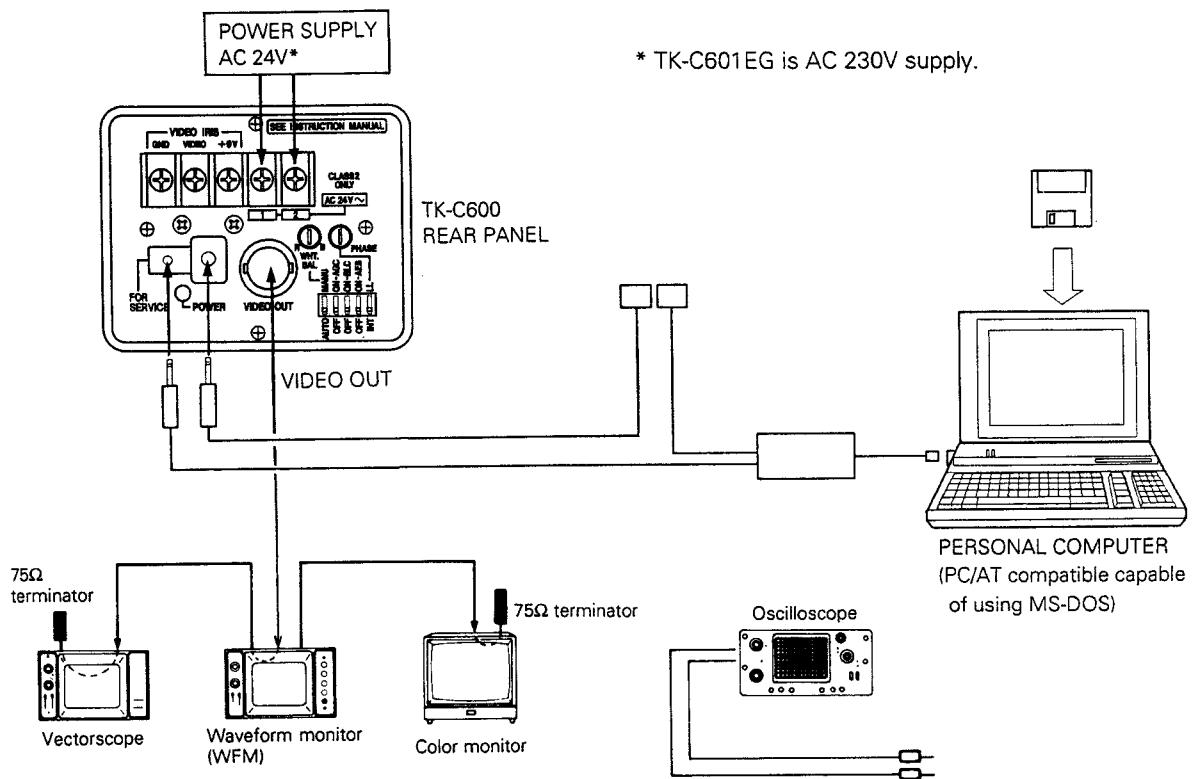 POWER SUPPLY
AC 24V*
* TK-C601EG is AC 230V supply.
SEE INSTRUCTION MANUAL
VIDEO IRIS
GND VIDEO +9V
CLASS2
ONLY
AC 24V ~
1 2
TK-C600
REAR PANEL
WHT.
BAL.
PHASE
FOR
SERVICE
POWER
VIDEO OUT
MANU
ON-AGC
ON-BLC
ON-AES
LL
AUTO
OFF
OFF
OFF
INT
VIDEO OUT
PERSONAL COMPUTER
(PC/AT compatible capable
of using MS-DOS)
75Ω
terminator
75Ω terminator
Oscilloscope
Vectorscope
Waveform monitor
(WFM)
Color monitor